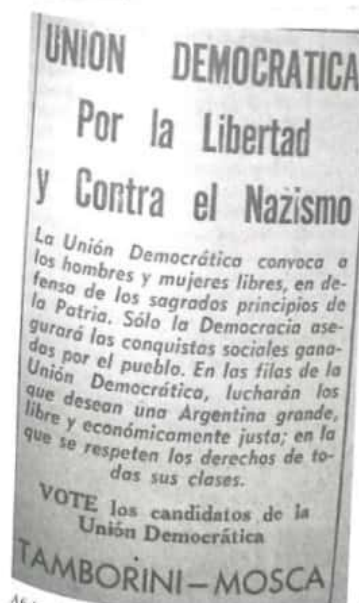 UNION DEMOCRATICA
Por la Libertad
y Contra el Nazismo
La Unión Democrática convoca a
los hombres y mujeres libres, en de-
fensa de los sagrados principios de
la Patria. Sólo la Democracia ase-
gurará las conquistas sociales gana-
das por el pueblo. En las filas de la
Unión Democrática, lucharán los
que desean una Argentina grande,
libre y económicamente justa; en la
que se respeten los derechos de to-
das sus clases.
VOTE los candidatos de la
Unión Democrática
TAMBORINI—MOSCA